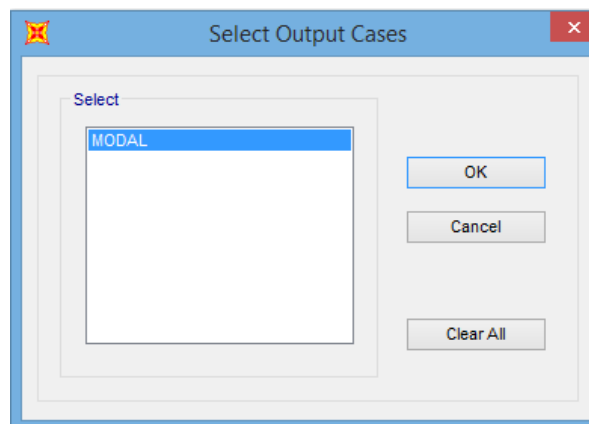 Select Output Cases
Select
MODAL
OK
Cancel
Clear All